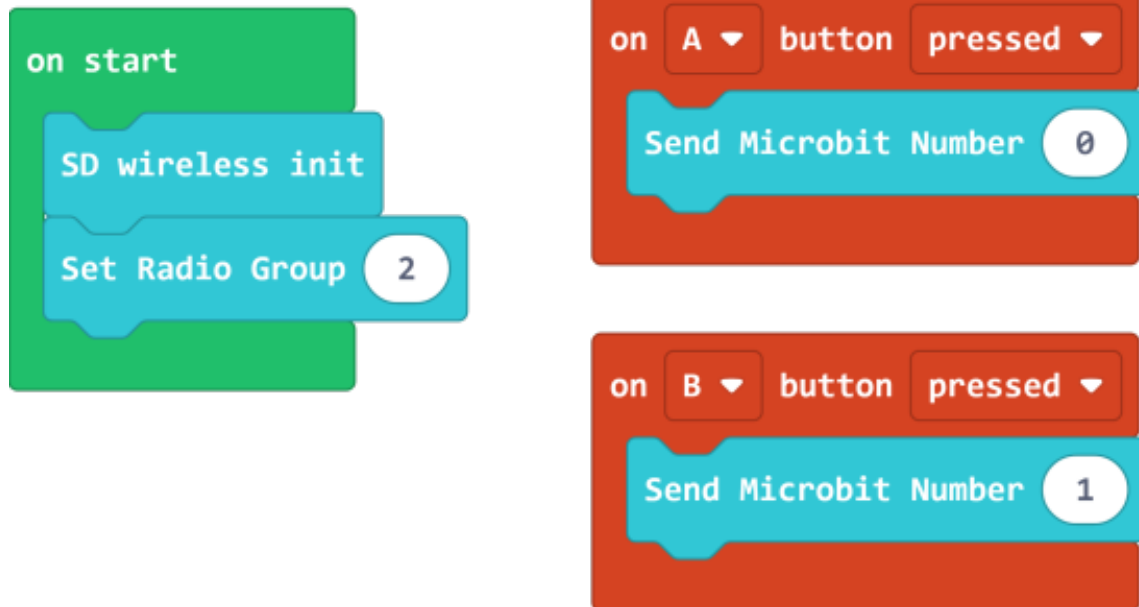 on start
SD wireless init
Set Radio Group 2
on A button pressed
Send Microbit Number 0
on B button pressed
Send Microbit Number 1